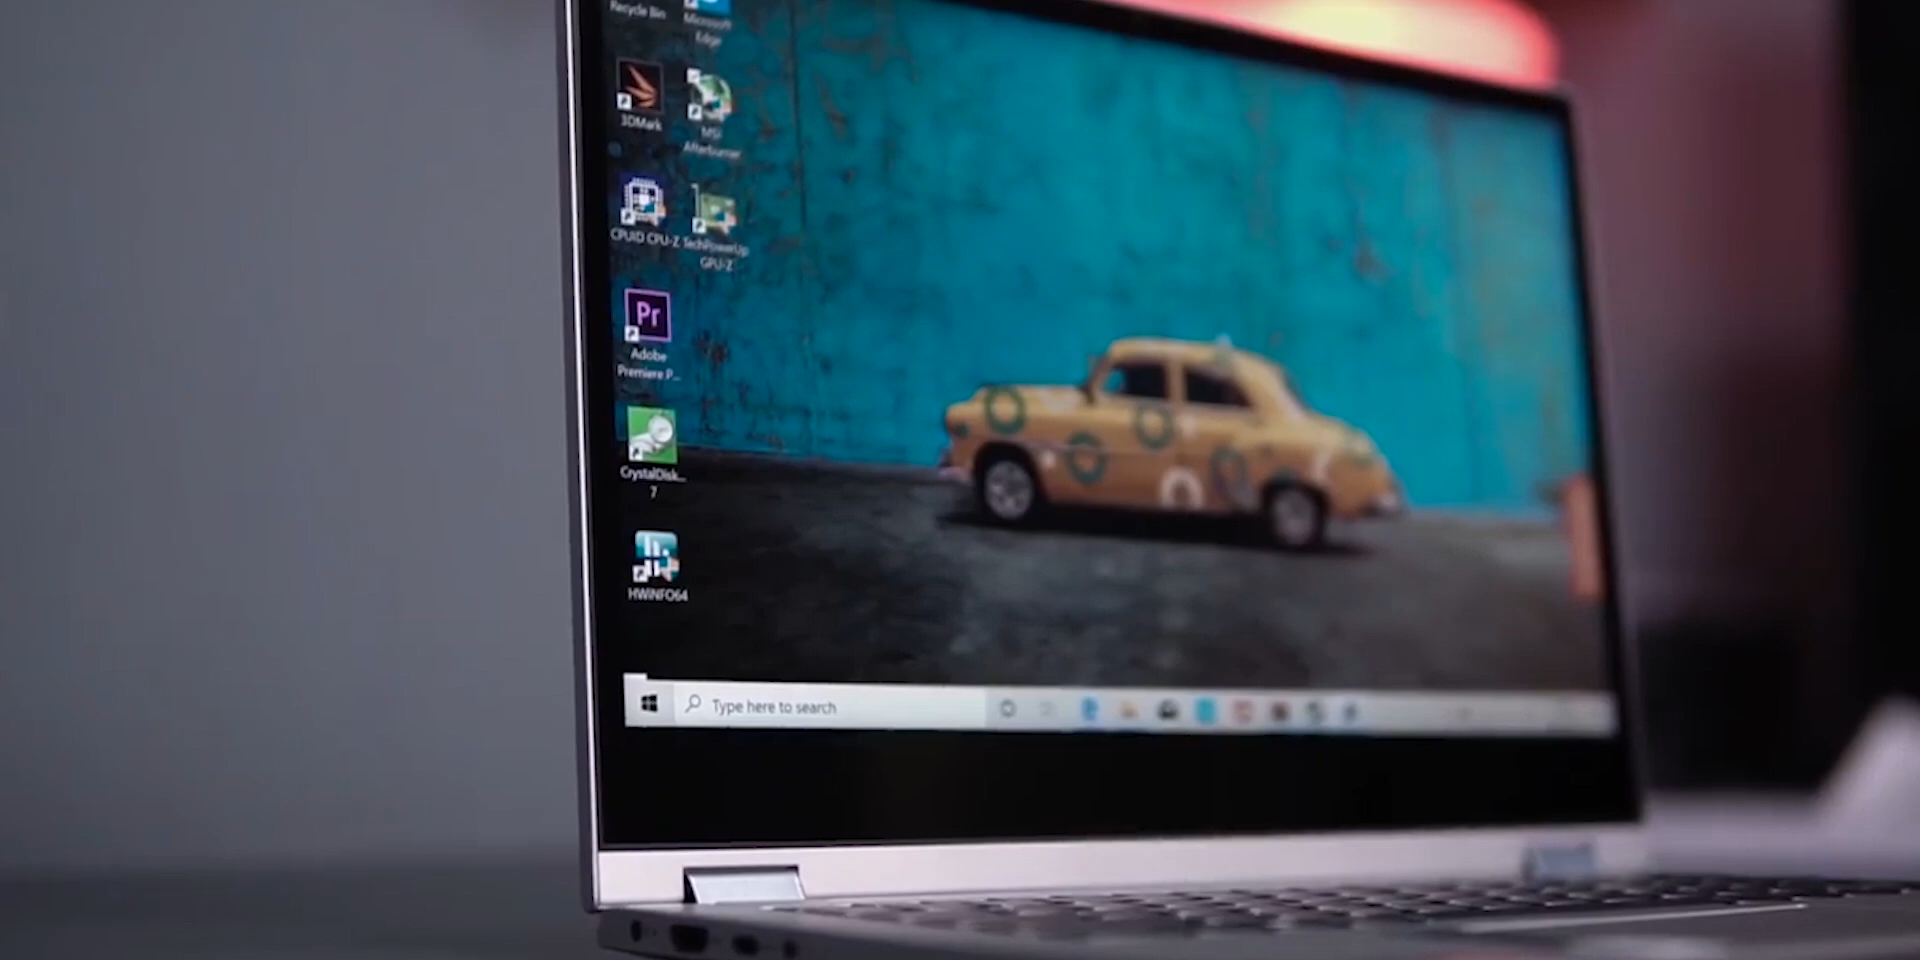 Recycle Bin
Microsoft
Edge
3DMark
MSI
Afterburner
CPUID CPU-Z
TechPowerUp
GPU-Z
Pr
Adobe
Premiere P...
CrystalDisk...
7
HWiNFO64
Type here to search